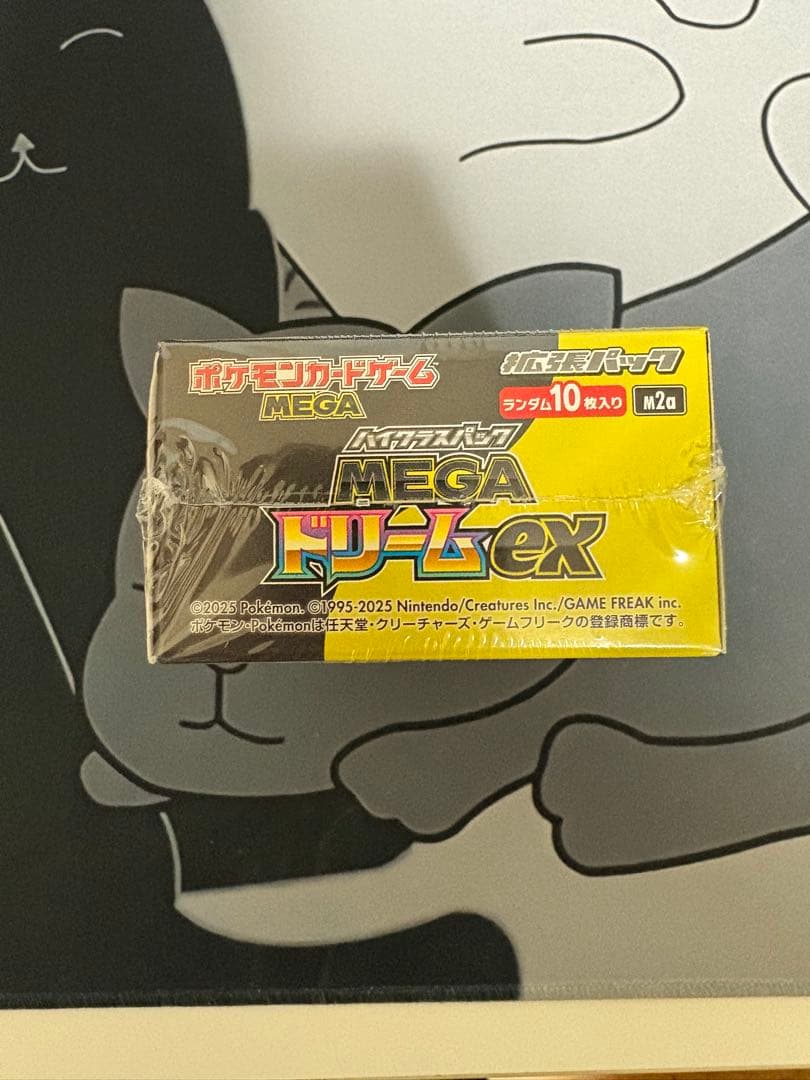 ポケモンカードゲーム
MEGA
拡張パック
ランダム10枚入り
M2a
ハイクラスパック
MEGA
ドリームex
©2025 Pokémon. ©1995-2025 Nintendo/Creatures Inc./GAME FREAK inc.
ポケモン・Pokémonは任天堂・クリーチャーズ・ゲームフリークの登録商標です。